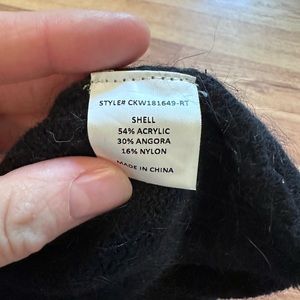 STYLE# CKW181649-RT
SHELL
54% ACRYLIC
30% ANGORA
16% NYLON
MADE IN CHINA